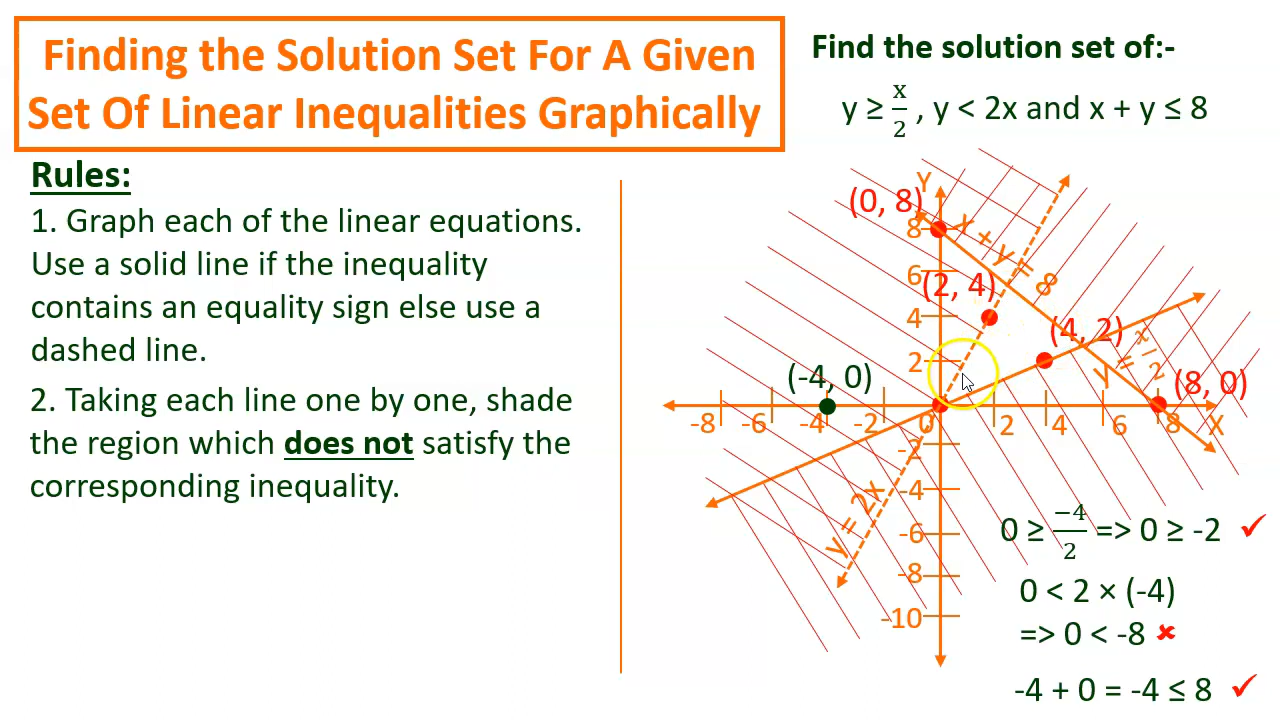 Finding the Solution Set For A Given
Set Of Linear Inequalities Graphically
Find the solution set of:-
y ≥ x/2 , y < 2x and x + y ≤ 8
Rules:
1. Graph each of the linear equations.
Use a solid line if the inequality
contains an equality sign else use a
dashed line.
2. Taking each line one by one, shade
the region which does not satisfy the
corresponding inequality.
Y
(0, 8)
8
x + y = 8
6
(2, 4)
4
(4, 2)
2
y = x/2
(-4, 0)
(8, 0)
-8 -6 -4 -2 0 2 4 6 8 X
-2
-4
y = 2x
-6
-8
-10
0 ≥ −4/2 => 0 ≥ -2 ✓
0 < 2 × (-4)
=> 0 < -8 ✘
-4 + 0 = -4 ≤ 8 ✓